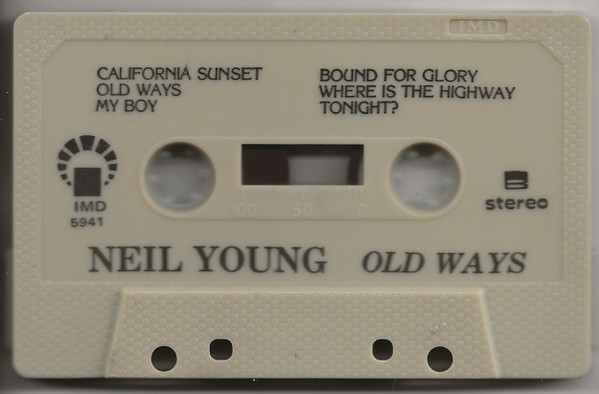 IMD
CALIFORNIA SUNSET
OLD WAYS
MY BOY
BOUND FOR GLORY
WHERE IS THE HIGHWAY
TONIGHT?
IMD
5941
100 50 0
B
stereo
NEIL YOUNG OLD WAYS